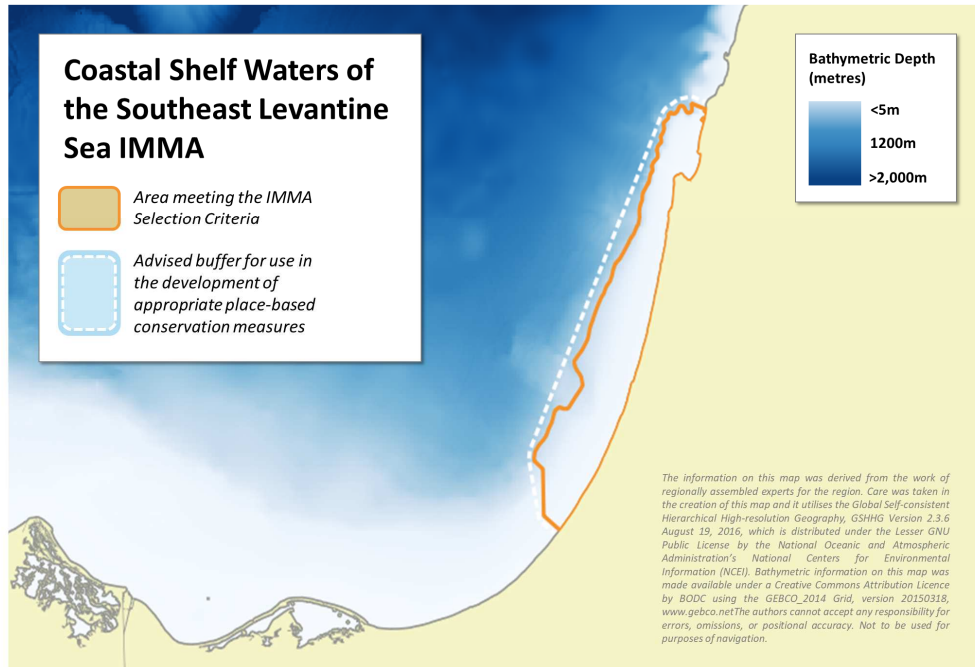 Coastal Shelf Waters of
the Southeast Levantine
Sea IMMA
Area meeting the IMMA
Selection Criteria
Advised buffer for use in
the development of
appropriate place-based
conservation measures
Bathymetric Depth
(metres)
<5m
1200m
>2,000m
The information on this map was derived from the work of
regionally assembled experts for the region. Care was taken in
the creation of this map and it utilises the Global Self-consistent
Hierarchical High-resolution Geography, GSHHG Version 2.3.6
August 19, 2016, which is distributed under the Lesser GNU
Public License by the National Oceanic and Atmospheric
Administration's National Centers for Environmental
Information (NCEI). Bathymetric information on this map was
made available under a Creative Commons Attribution Licence
by BODC using the GEBCO_2014 Grid, version 20150318,
www.gebco.netThe authors cannot accept any responsibility for
errors, omissions, or positional accuracy. Not to be used for
purposes of navigation.